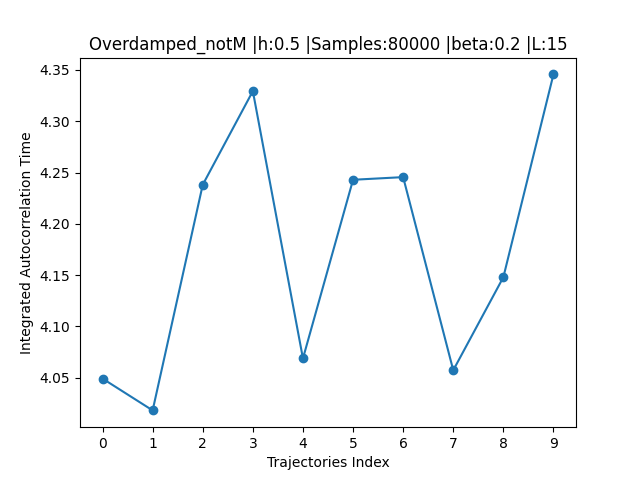 Overdamped_notM |h:0.5 |Samples:80000 |beta:0.2 |L:15
4.35
4.30
4.25
4.20
4.15
4.10
4.05
Integrated Autocorrelation Time
0 1 2 3 4 5 6 7 8 9
Trajectories Index